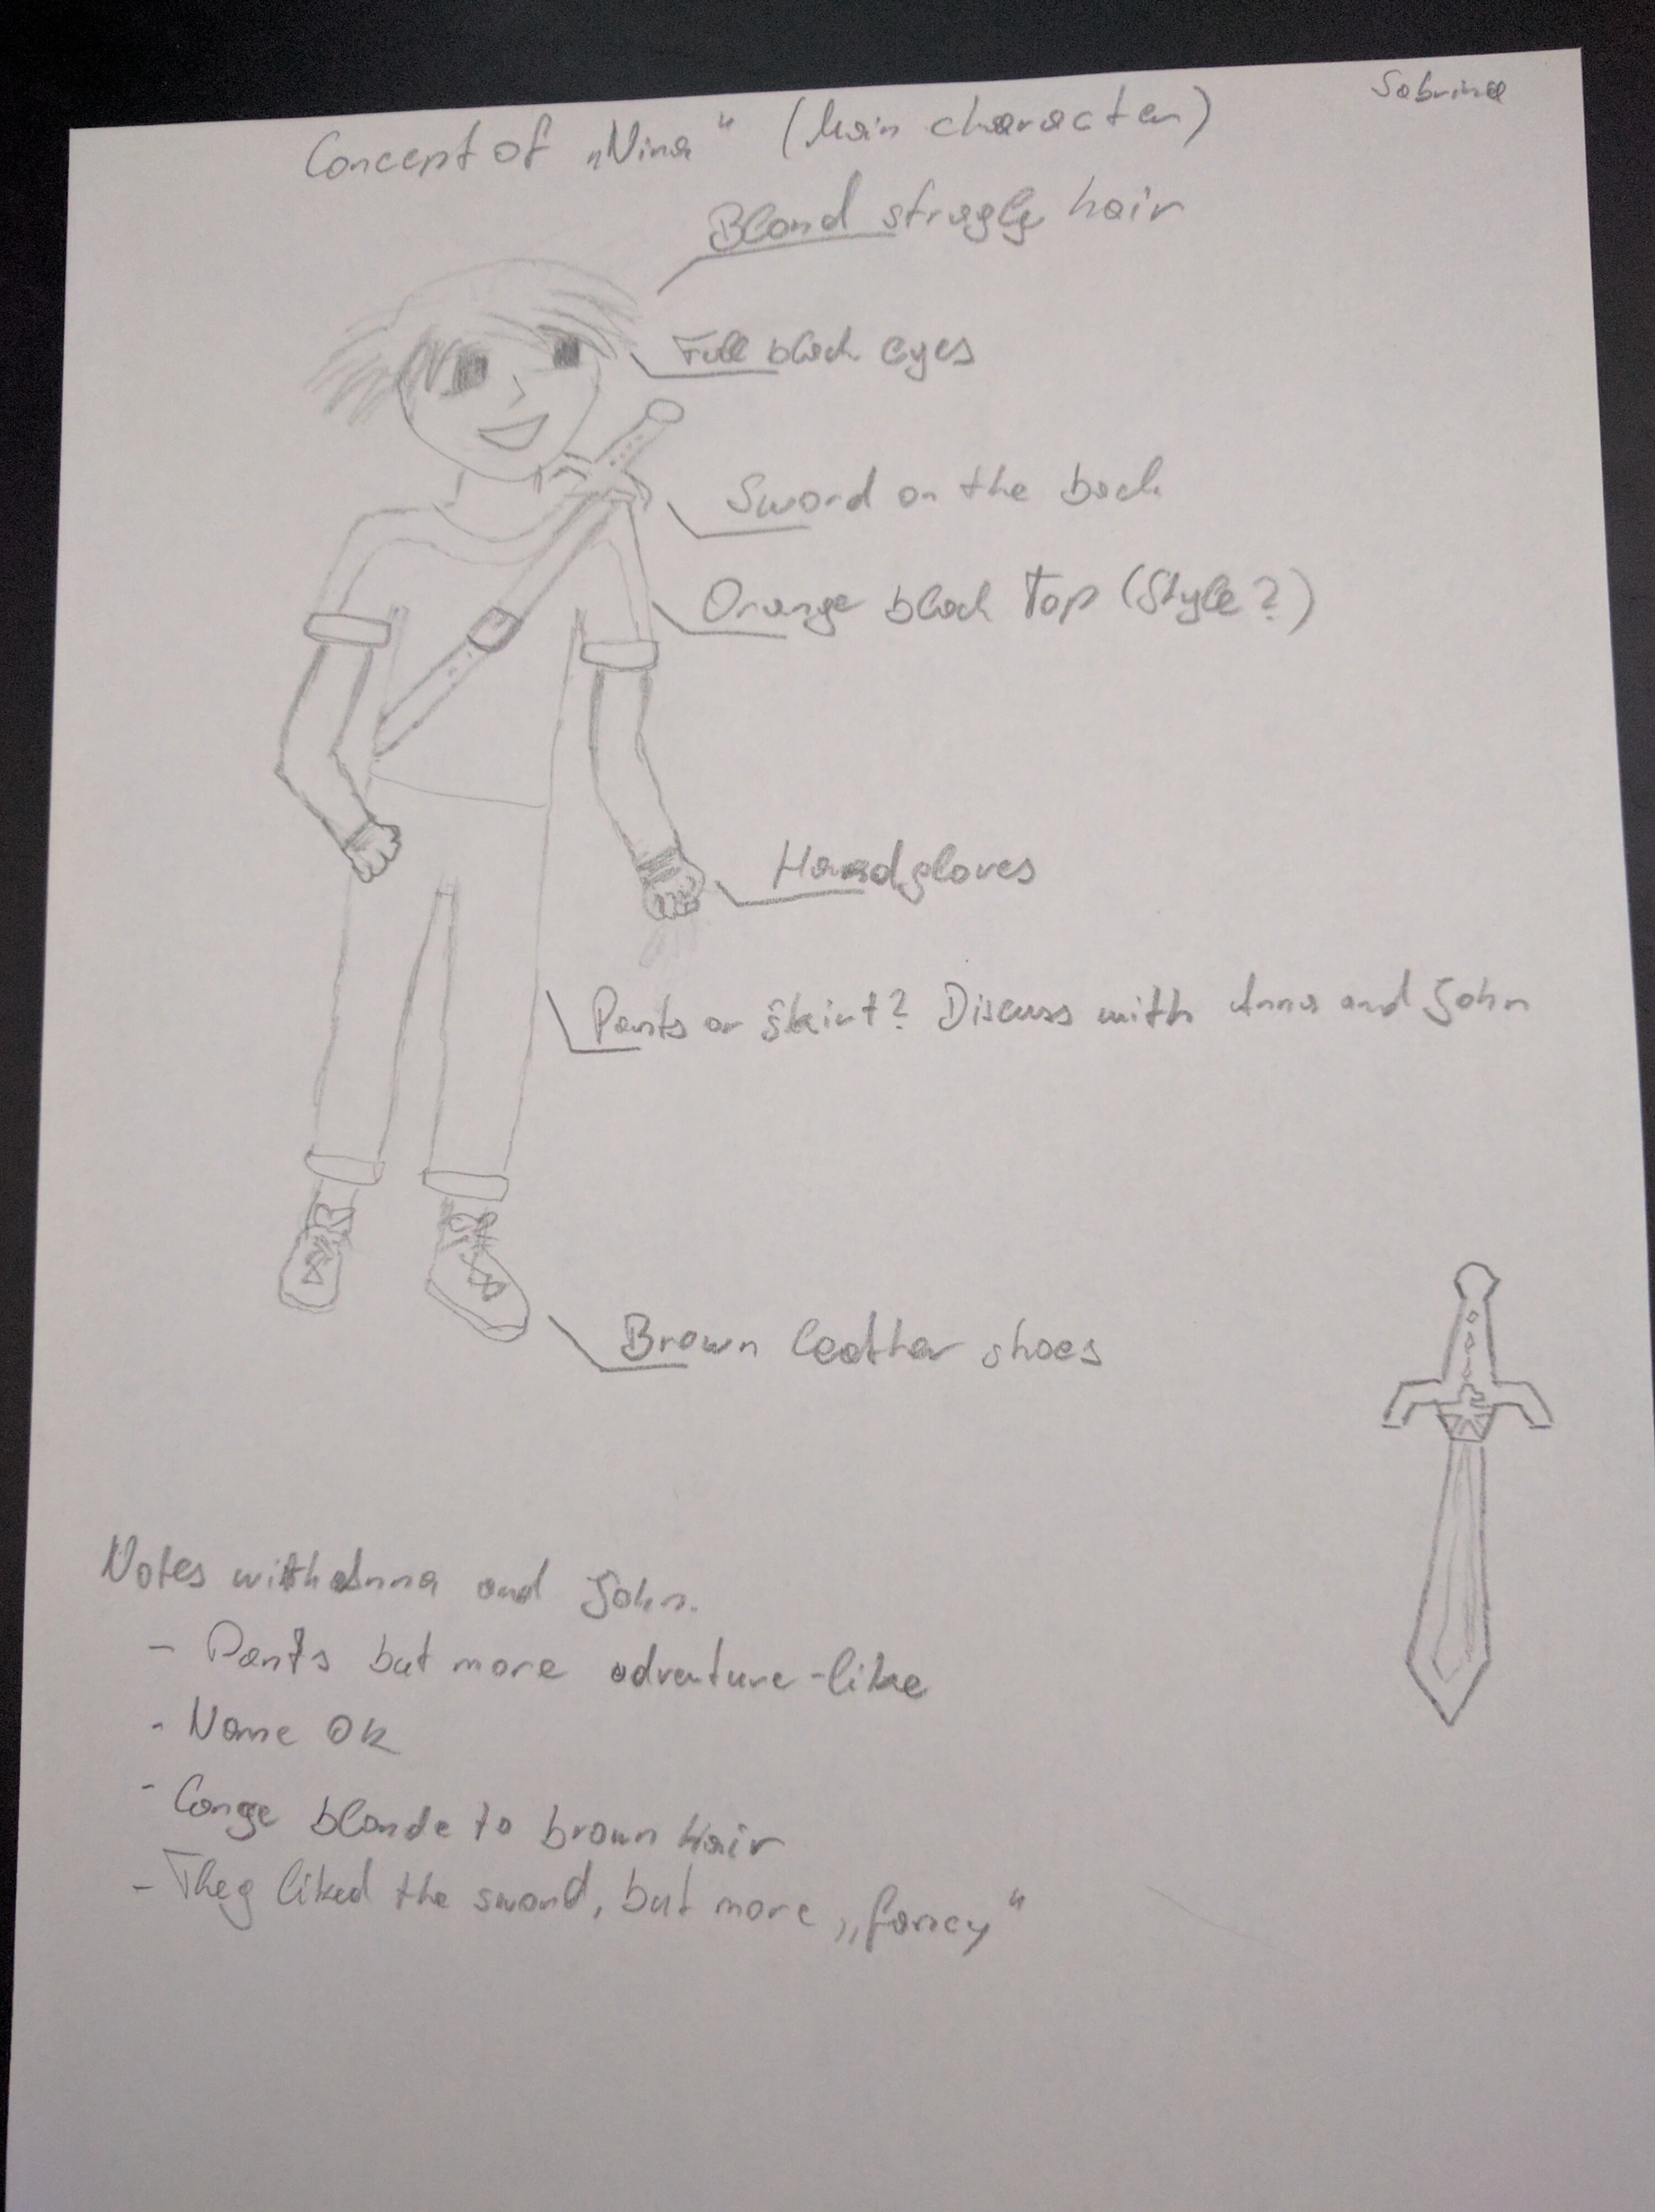 Sabrina
Concept of „Nina“ (Main character)
Blond straggly hair
Full black eyes
Sword on the back
Orange black Top (Style?)
Handgloves
Pants or Skirt? Discuss with Anna and John
Brown leather shoes
Notes with Anna and John.
- Pants but more adventure-like
- Name OK
- Cange blonde to brown Hair
- They liked the sword, but more „fancy“